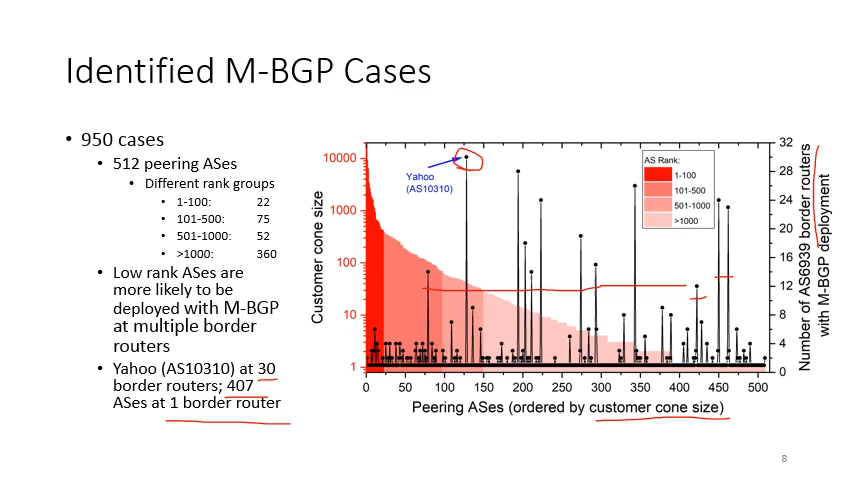 Identified M-BGP Cases
• 950 cases
• 512 peering ASes
• Different rank groups
• 1-100: 22
• 101-500: 75
• 501-1000: 52
• >1000: 360
• Low rank ASes are
more likely to be
deployed with M-BGP
at multiple border
routers
• Yahoo (AS10310) at 30
border routers; 407
ASes at 1 border router
Customer cone size
10000
1000
100
10
1
Yahoo
(AS10310)
AS Rank:
1-100
101-500
501-1000
>1000
32
28
24
20
16
12
8
4
0
Number of AS6939 border routers
with M-BGP deployment
0 50 100 150 200 250 300 350 400 450 500
Peering ASes (ordered by customer cone size)
8